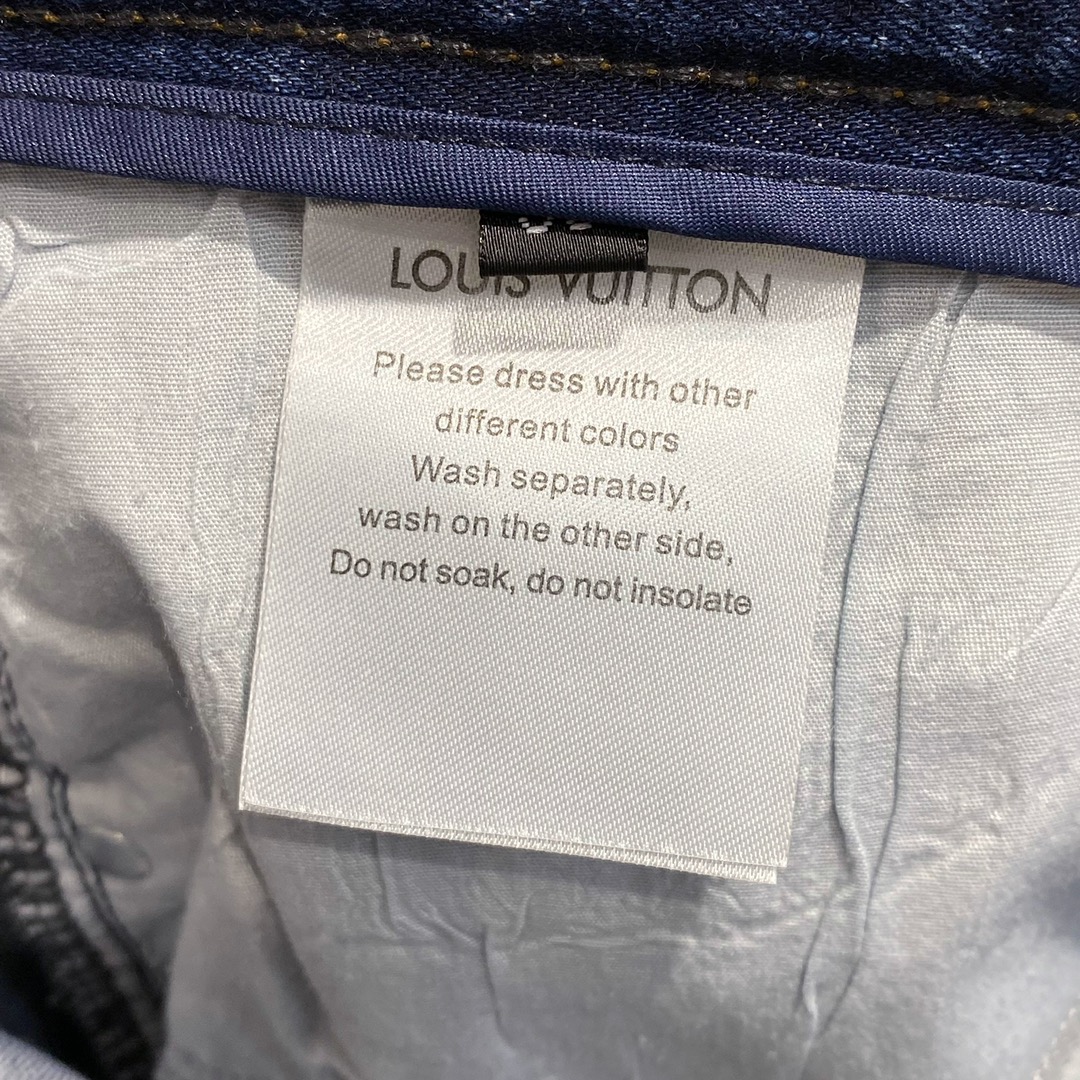 LOUIS VUITTON
Please dress with other
different colors
Wash separately,
wash on the other side,
Do not soak, do not insolate